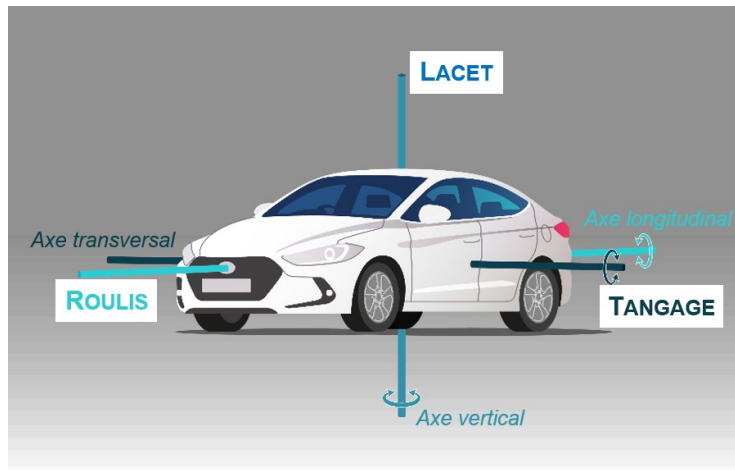 LACET
Axe longitudinal
Axe transversal
ROULIS
TANGAGE
Axe vertical